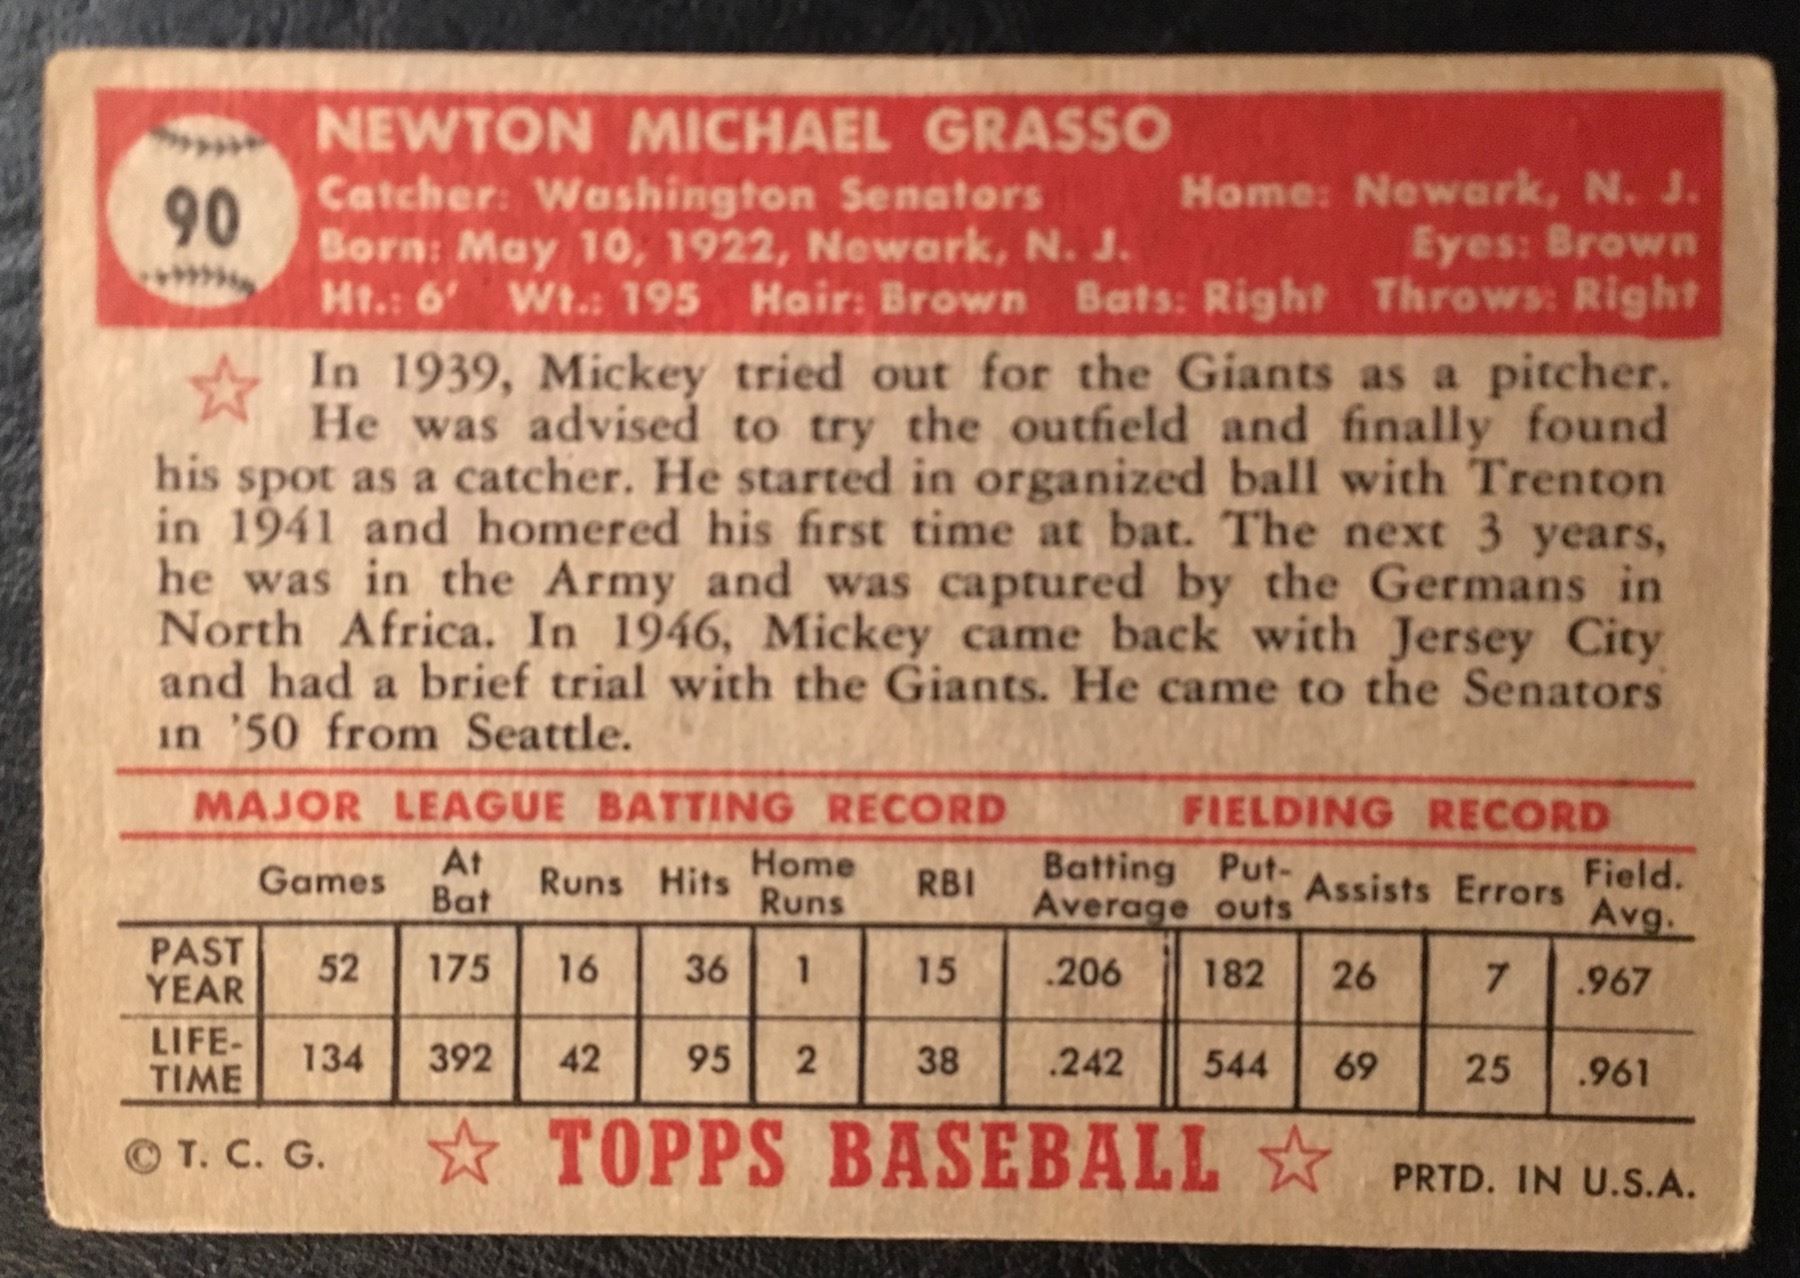 90
NEWTON MICHAEL GRASSO
Catcher: Washington Senators Home: Newark, N. J.
Born: May 10, 1922, Newark, N. J. Eyes: Brown
Ht.: 6' Wt.: 195 Hair: Brown Bats: Right Throws: Right
In 1939, Mickey tried out for the Giants as a pitcher.
He was advised to try the outfield and finally found
his spot as a catcher. He started in organized ball with Trenton
in 1941 and homered his first time at bat. The next 3 years,
he was in the Army and was captured by the Germans in
North Africa. In 1946, Mickey came back with Jersey City
and had a brief trial with the Giants. He came to the Senators
in '50 from Seattle.
MAJOR LEAGUE BATTING RECORD FIELDING RECORD
Games At Bat Runs Hits Home Runs RBI Batting Average Put-outs Assists Errors Field. Avg.
PAST YEAR 52 175 16 36 1 15 .206 182 26 7 .967
LIFE-TIME 134 392 42 95 2 38 .242 544 69 25 .961
© T. C. G. TOPPS BASEBALL PRTD. IN U.S.A.